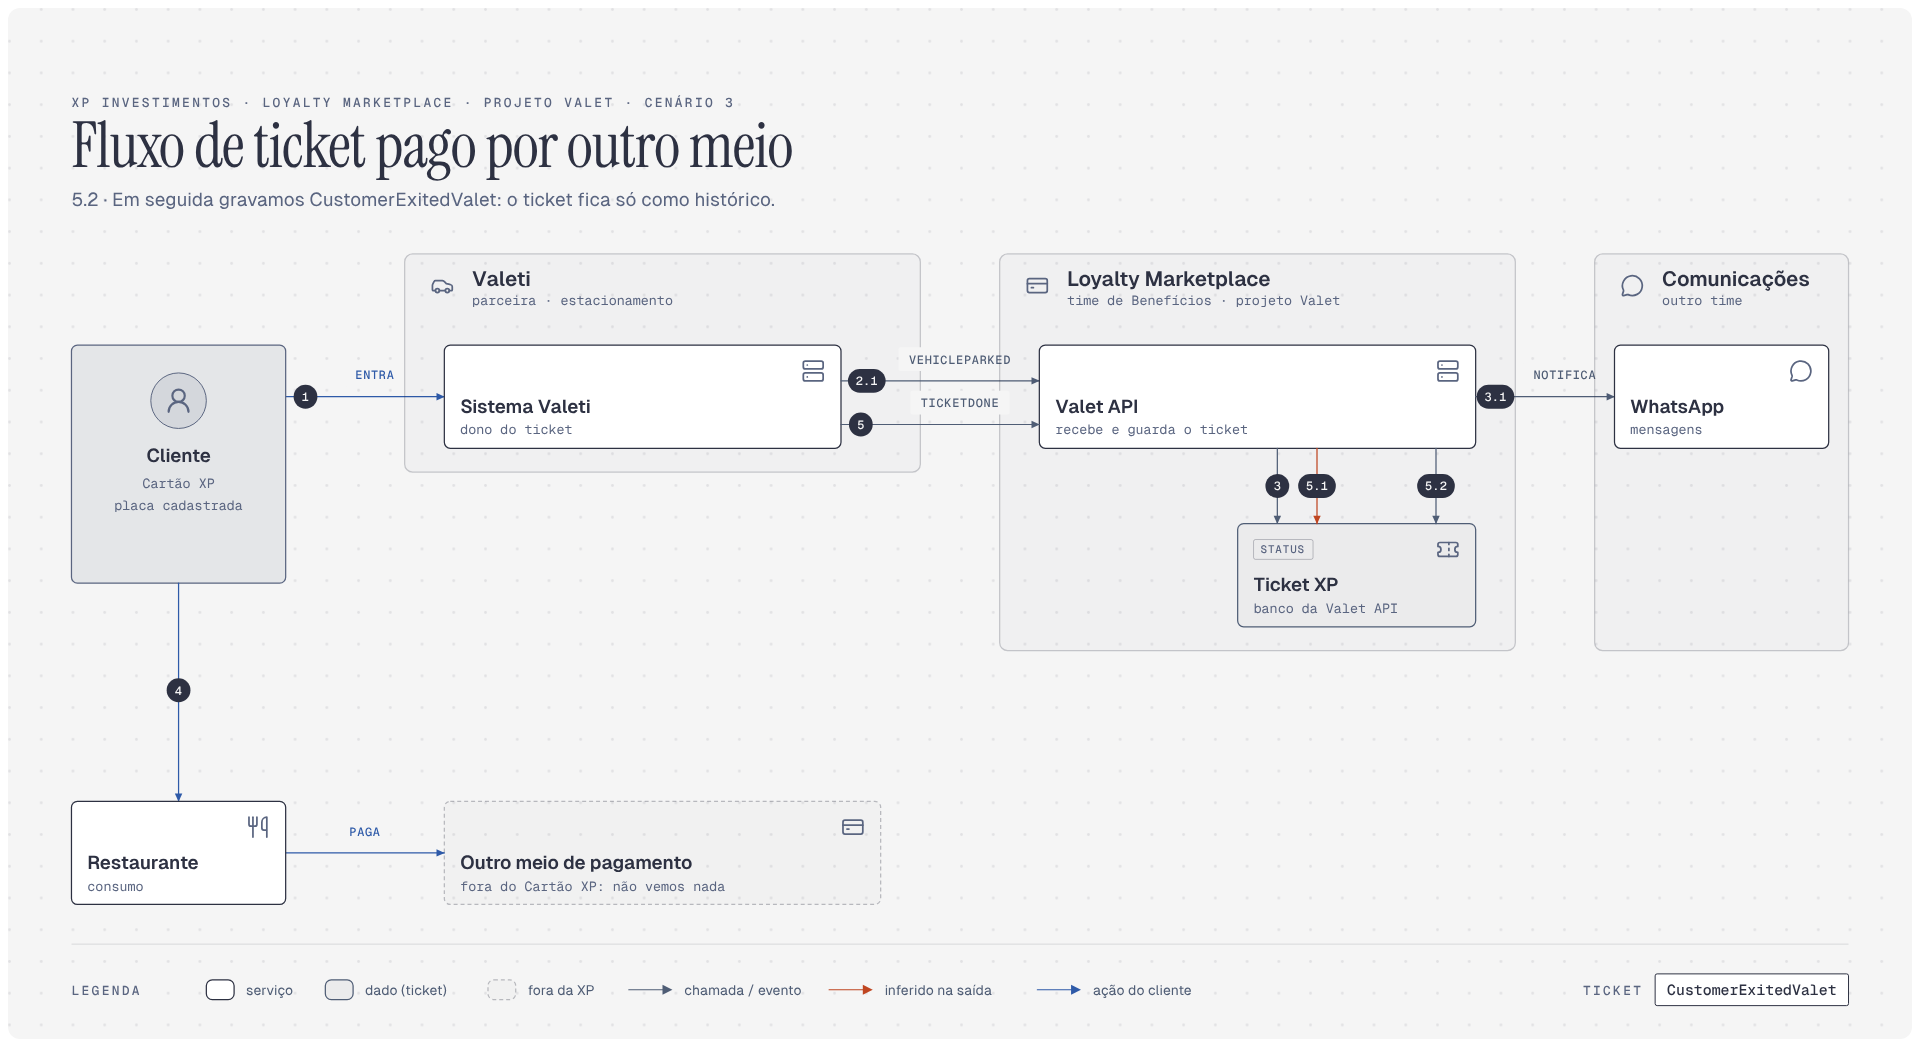 XP INVESTIMENTOS · LOYALTY MARKETPLACE · PROJETO VALET · CENÁRIO 3
Fluxo de ticket pago por outro meio
5.2 · Em seguida gravamos CustomerExitedValet: o ticket fica só como histórico.
Valeti
parceira · estacionamento
Loyalty Marketplace
time de Benefícios · projeto Valet
Comunicações
outro time
Cliente
Cartão XP
placa cadastrada
1
ENTRA
Sistema Valeti
dono do ticket
2.1
VEHICLEPARKED
5
TICKETDONE
Valet API
recebe e guarda o ticket
3.1
NOTIFICA
WhatsApp
mensagens
3
5.1
5.2
STATUS
Ticket XP
banco da Valet API
4
Restaurante
consumo
PAGA
Outro meio de pagamento
fora do Cartão XP: não vemos nada
LEGENDA
serviço
dado (ticket)
fora da XP
chamada / evento
inferido na saída
ação do cliente
TICKET
CustomerExitedValet